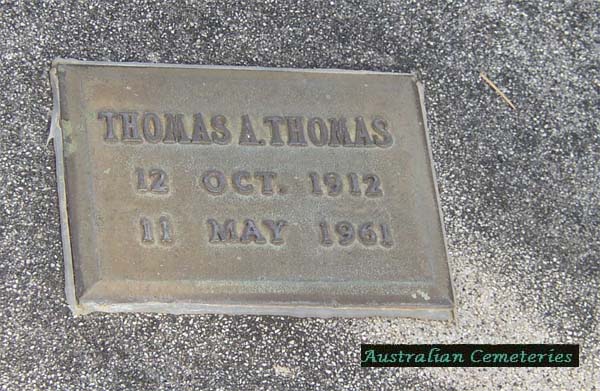 THOMAS A. THOMAS
12 OCT. 1912
11 MAY 1961
Australian Cemeteries